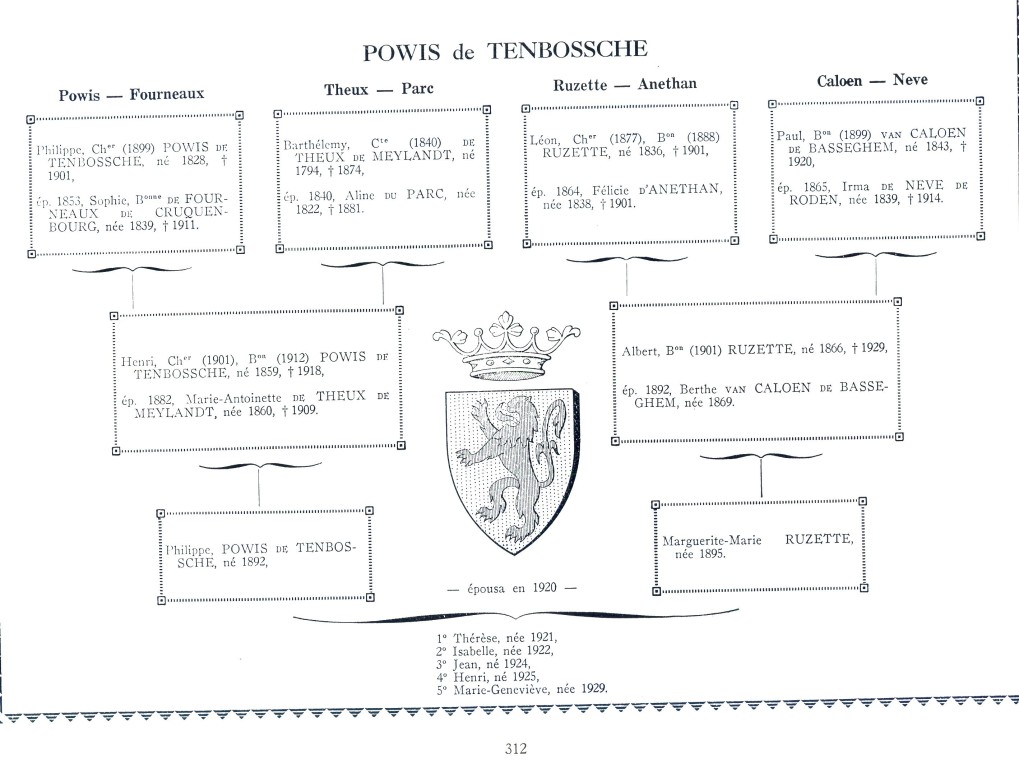 POWIS de TENBOSSCHE
Powis — Fourneaux
Philippe, Cher (1899) POWIS DE
TENBOSSCHE, né 1828, †
1901,
ép. 1853, Sophie, Bonne DE FOUR-
NEAUX DE CRUQUEN-
BOURG, née 1839, † 1911.
Theux — Parc
Barthélemy, Cte (1840) DE
THEUX DE MEYLANDT, né
1794, † 1874,
ép. 1840, Aline DU PARC, née
1822, † 1881.
Ruzette — Anethan
Léon, Cher (1877), Bon (1888)
RUZETTE, né 1836, † 1901,
ép. 1864, Félicie D'ANETHAN,
née 1838, † 1901.
Caloen — Neve
Paul, Bon (1899) VAN CALOEN
DE BASSEGHEM, né 1843, †
1920,
ép. 1865, Irma DE NEVE DE
RODEN, née 1839, † 1914.
Henri, Cher (1901), Bon (1912) POWIS DE
TENBOSSCHE, né 1859, † 1918,
ép. 1882, Marie-Antoinette DE THEUX DE
MEYLANDT, née 1860, † 1909.
Albert, Bon (1901) RUZETTE, né 1866, † 1929,
ép. 1892, Berthe VAN CALOEN DE BASSE-
GHEM, née 1869.
Philippe, POWIS DE TENBOS-
SCHE, né 1892,
Marguerite-Marie RUZETTE,
née 1895.
— épousa en 1920 —
1° Thérèse, née 1921,
2° Isabelle, née 1922,
3° Jean, né 1924,
4° Henri, né 1925,
5° Marie-Geneviève, née 1929.
312